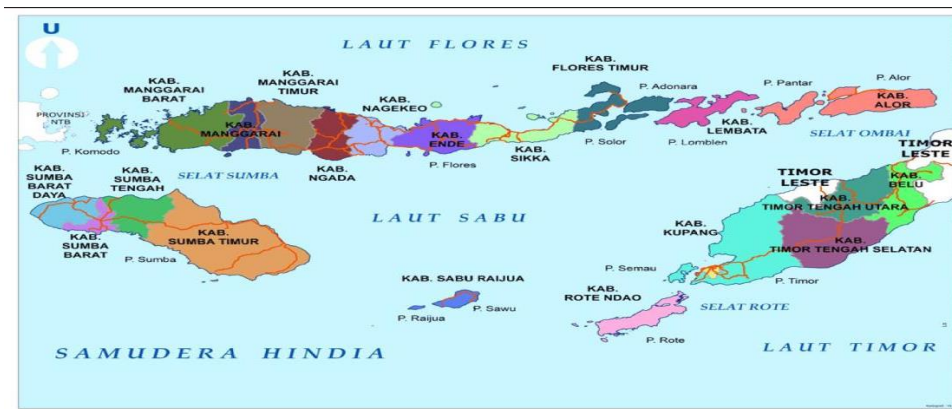 U
LAUT FLORES
KAB.
MANGGARAI
BARAT
KAB.
MANGGARAI
TIMUR
KAB.
NAGEKEO
KAB.
FLORES TIMUR
P. Adonara
P. Pantar
P. Alor
PROVINSI
NTB
KAB.
MANGGARAI
KAB.
ENDE
KAB.
LEMBATA
KAB.
ALOR
P. Komodo
KAB.
NGADA
P. Flores
KAB.
SIKKA
P. Solor
P. Lomblen
SELAT OMBAI
KAB.
SUMBA
BARAT
DAYA
KAB.
SUMBA
TENGAH
SELAT SUMBA
TIMOR
LESTE
TIMOR
LESTE
KAB.
BELU
KAB.
TIMOR TENGAH UTARA
LAUT SABU
KAB.
KUPANG
KAB.
SUMBA TIMUR
KAB.
TIMOR TENGAH SELATAN
KAB.
SUMBA
BARAT
P. Sumba
P. Semau
P. Timor
KAB. SABU RAIJUA
KAB.
ROTE NDAO
P. Raijua
P. Sawu
SELAT ROTE
P. Rote
SAMUDERA HINDIA
LAUT TIMOR